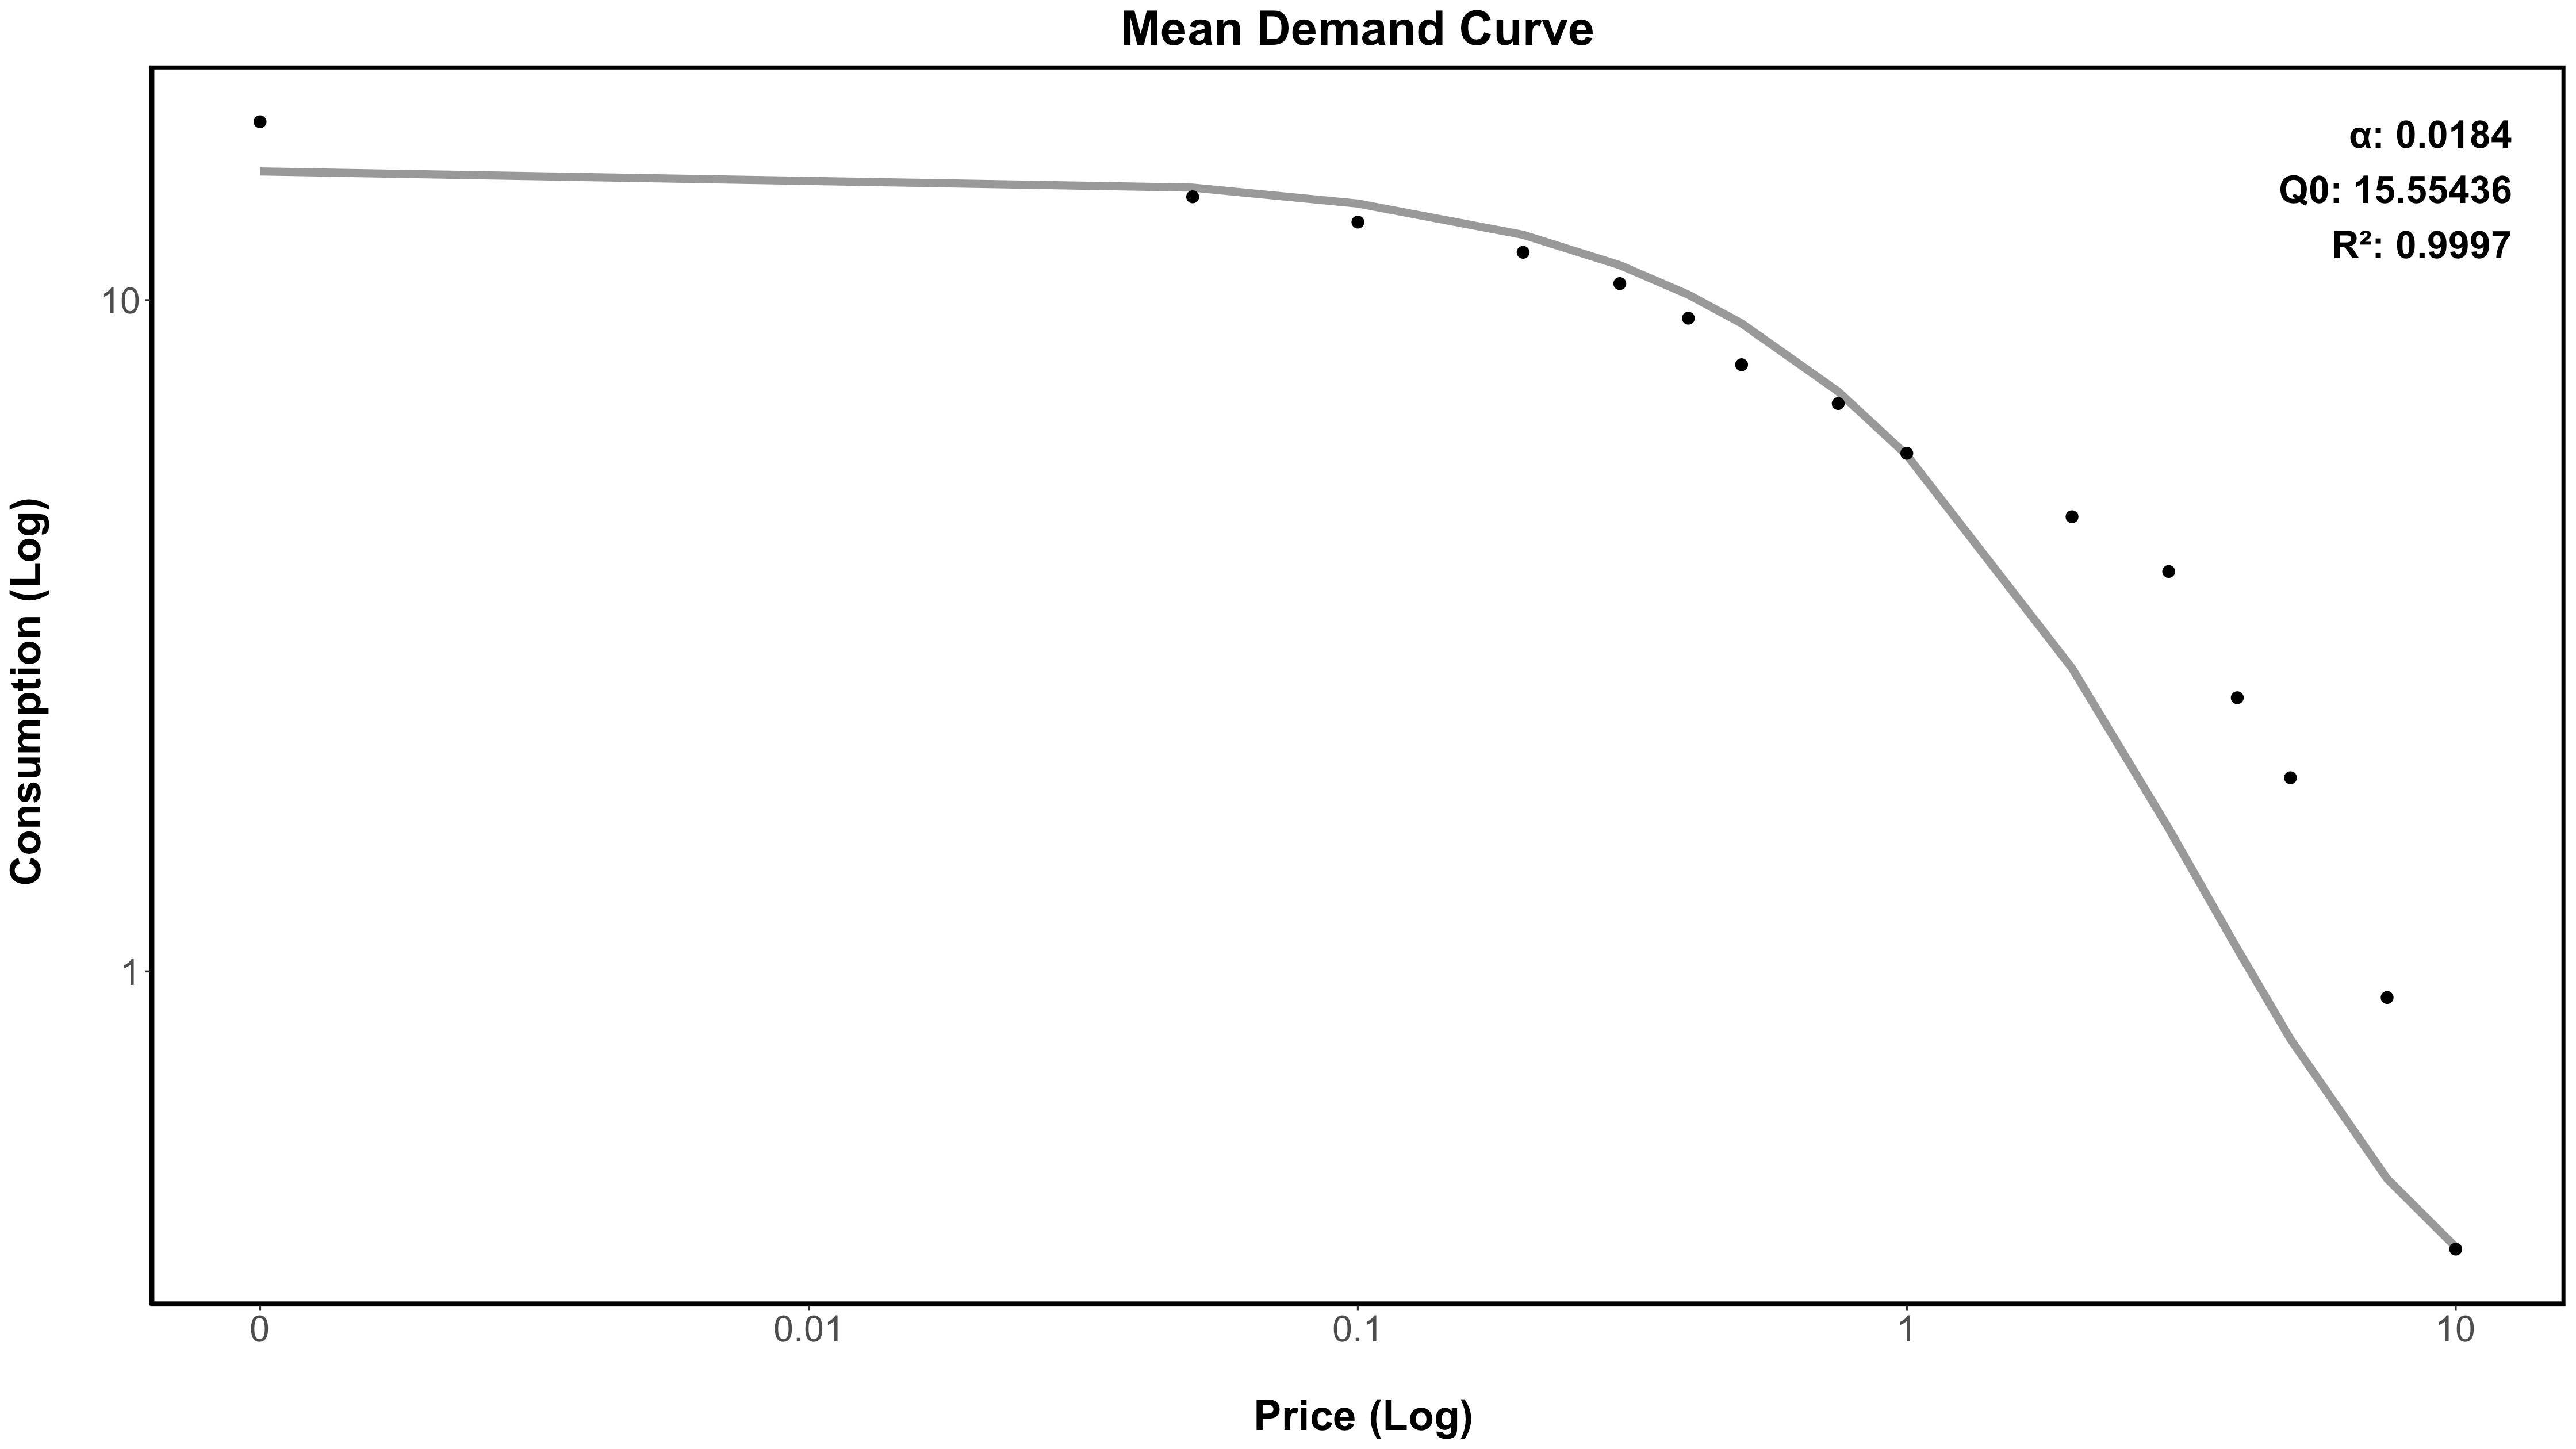 Mean Demand Curve
α: 0.0184
Q0: 15.55436
R²: 0.9997
Consumption (Log)
10
1
0
0.01
0.1
1
10
Price (Log)